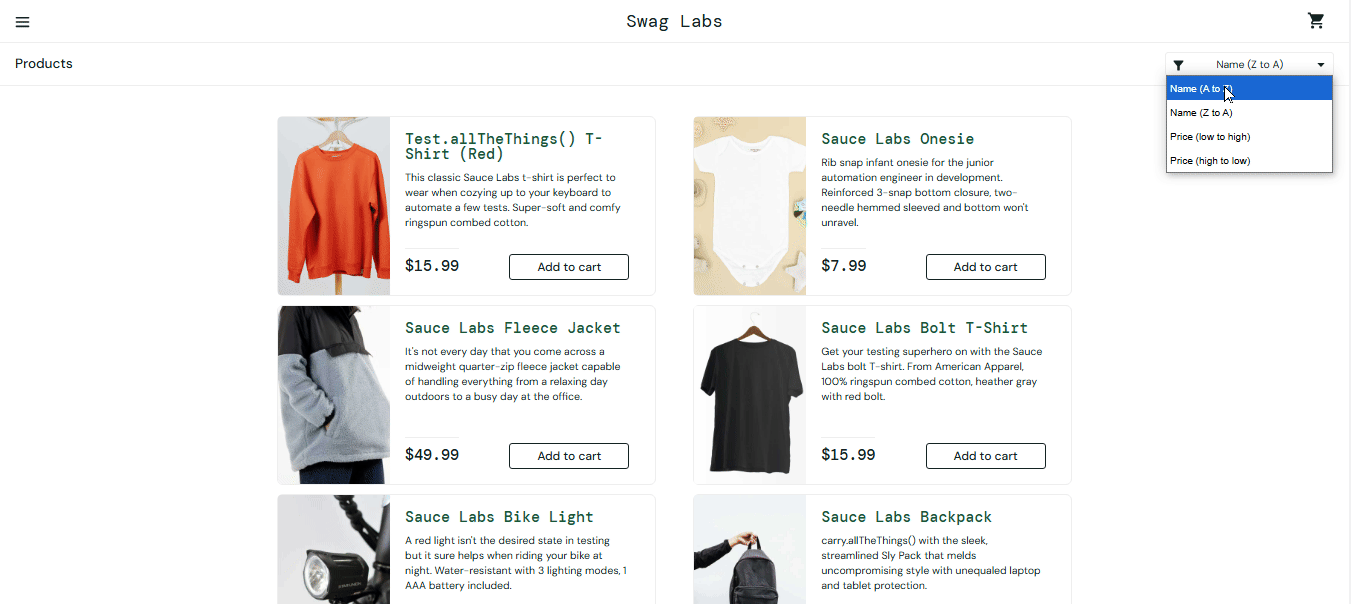 Swag Labs
Products
Name (Z to A)
Name (A to Z)
Name (Z to A)
Price (low to high)
Price (high to low)
Test.allTheThings() T-
Shirt (Red)
This classic Sauce Labs t-shirt is perfect to
wear when cozying up to your keyboard to
automate a few tests. Super-soft and comfy
ringspun combed cotton.
$15.99
Add to cart
Sauce Labs Onesie
Rib snap infant onesie for the junior
automation engineer in development.
Reinforced 3-snap bottom closure, two-
needle hemmed sleeved and bottom won't
unravel.
$7.99
Add to cart
Sauce Labs Fleece Jacket
It's not every day that you come across a
midweight quarter-zip fleece jacket capable
of handling everything from a relaxing day
outdoors to a busy day at the office.
$49.99
Add to cart
Sauce Labs Bolt T-Shirt
Get your testing superhero on with the Sauce
Labs bolt T-shirt. From American Apparel,
100% ringspun combed cotton, heather gray
with red bolt.
$15.99
Add to cart
Sauce Labs Bike Light
A red light isn't the desired state in testing
but it sure helps when riding your bike at
night. Water-resistant with 3 lighting modes, 1
AAA battery included.
Sauce Labs Backpack
carry.allTheThings() with the sleek,
streamlined Sly Pack that melds
uncompromising style with unequaled laptop
and tablet protection.